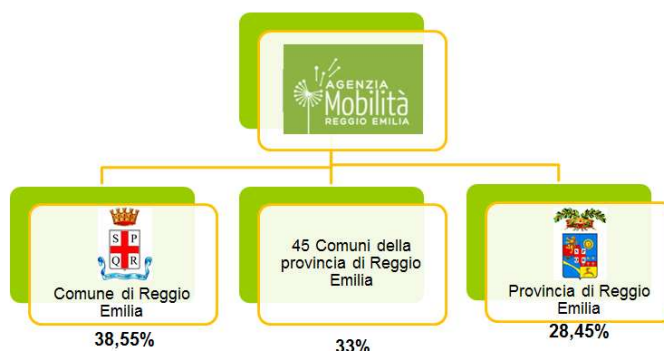 AGENZIA
Mobilità
REGGIO EMILIA
S P
Q R
Comune di Reggio
Emilia
38,55%
45 Comuni della
provincia di Reggio
Emilia
33%
Provincia di Reggio
Emilia
28,45%